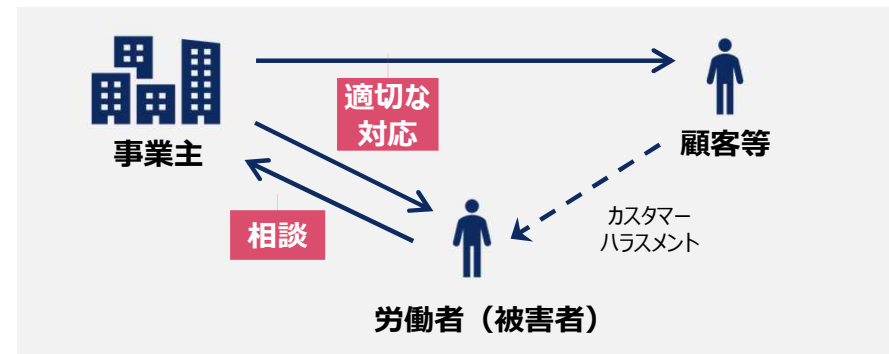 適切な
対応
事業主
顧客等
相談
カスタマー
ハラスメント
労働者（被害者）